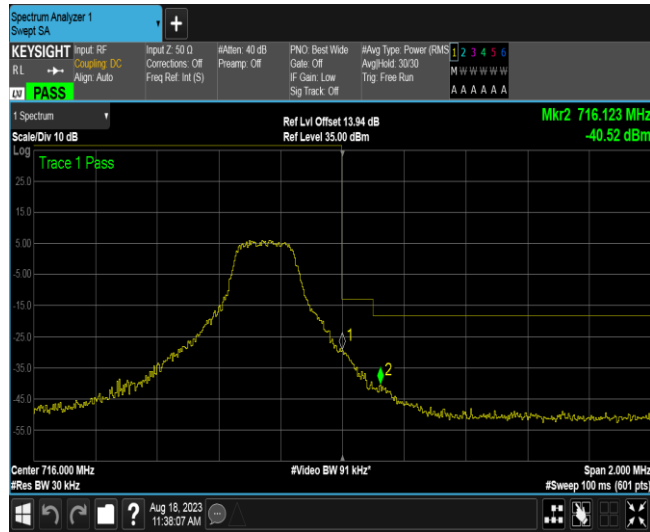 Spectrum Analyzer 1
Swept SA
KEYSIGHT
RL
LXI PASS
Input: RF
Coupling: DC
Align: Auto
Input Z: 50 Ω
Corrections: Off
Freq Ref: Int (S)
#Atten: 40 dB
Preamp: Off
PNO: Best Wide
Gate: Off
IF Gain: Low
Sig Track: Off
#Avg Type: Power (RMS
Avg|Hold: 30/30
Trig: Free Run
1 2 3 4 5 6
M W W W W W
A A A A A A
1 Spectrum
Scale/Div 10 dB
Ref Lvl Offset 13.94 dB
Ref Level 35.00 dBm
Mkr2 716.123 MHz
-40.52 dBm
Log
Trace 1 Pass
25.0
15.0
5.00
-5.00
-15.0
-25.0
-35.0
-45.0
-55.0
1
2
Center 716.000 MHz
#Res BW 30 kHz
#Video BW 91 kHz*
Span 2.000 MHz
#Sweep 100 ms (601 pts)
?
Aug 18, 2023
11:38:07 AM